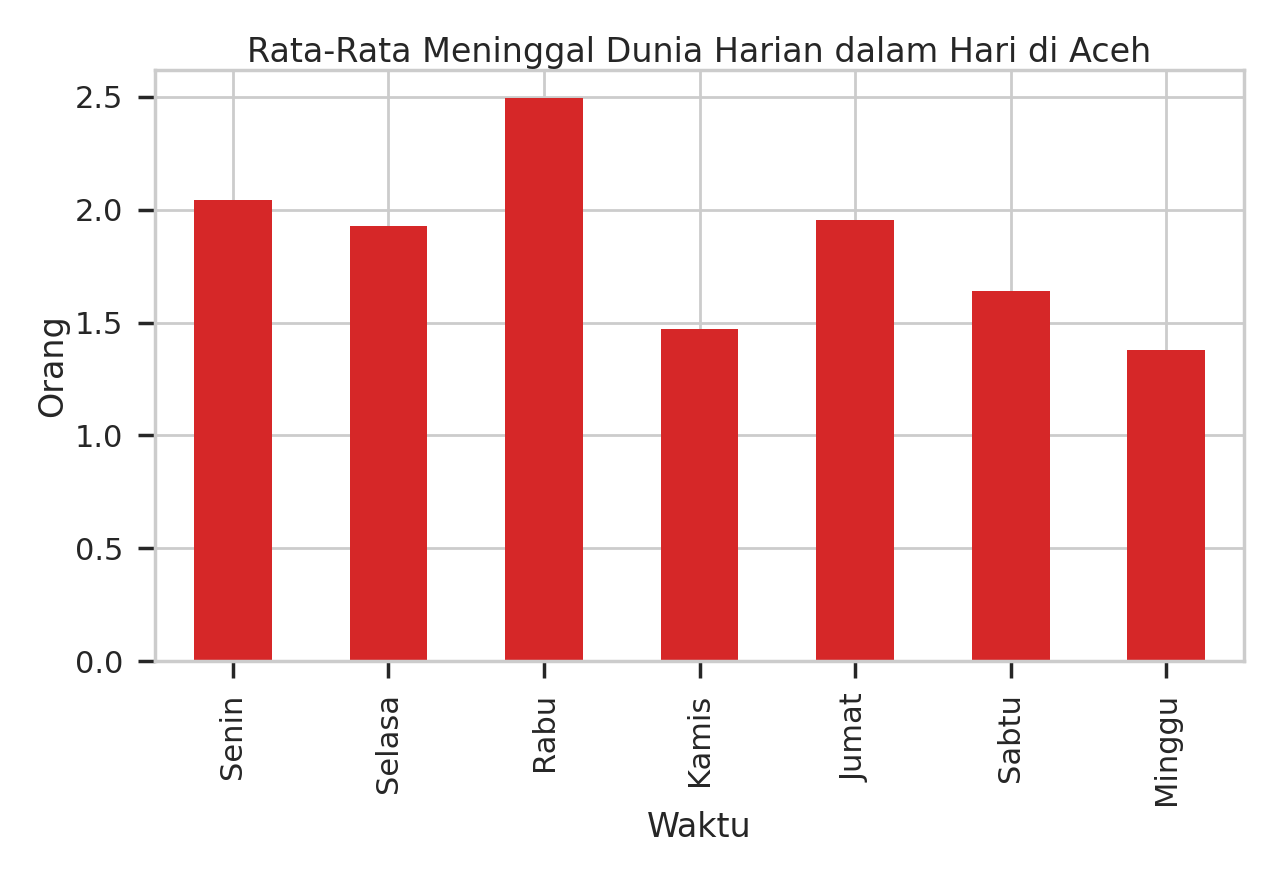 Rata-Rata Meninggal Dunia Harian dalam Hari di Aceh
2.5
2.0
1.5
1.0
0.5
0.0
Orang
Senin
Selasa
Rabu
Kamis
Jumat
Sabtu
Minggu
Waktu